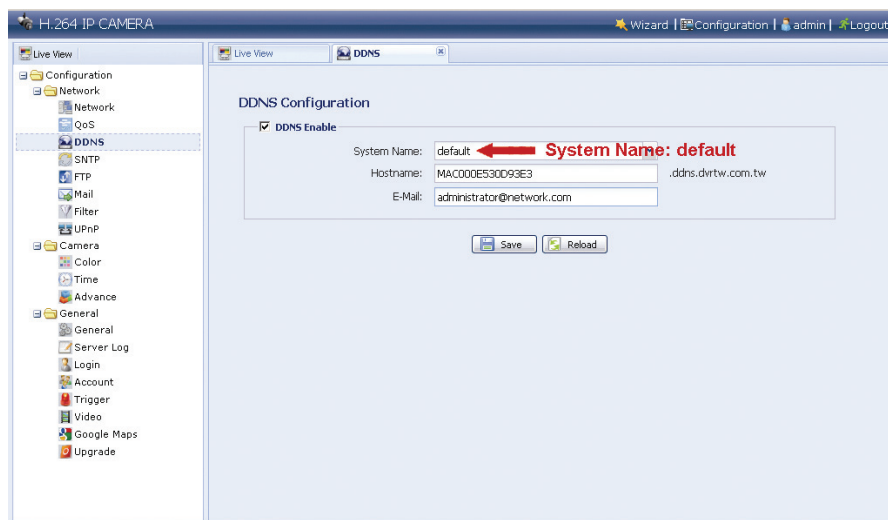 H.264 IP CAMERA
Wizard | Configuration | admin | Logout
Live View
Configuration
Network
Network
QoS
DDNS
SNTP
FTP
Mail
Filter
UPnP
Camera
Color
Time
Advance
General
General
Server Log
Login
Account
Trigger
Video
Google Maps
Upgrade
Live View
DDNS
DDNS Configuration
DDNS Enable
System Name: default System Name: default
Hostname: MAC000E530D93E3 .ddns.dvrtw.com.tw
E-Mail: administrator@network.com
Save Reload